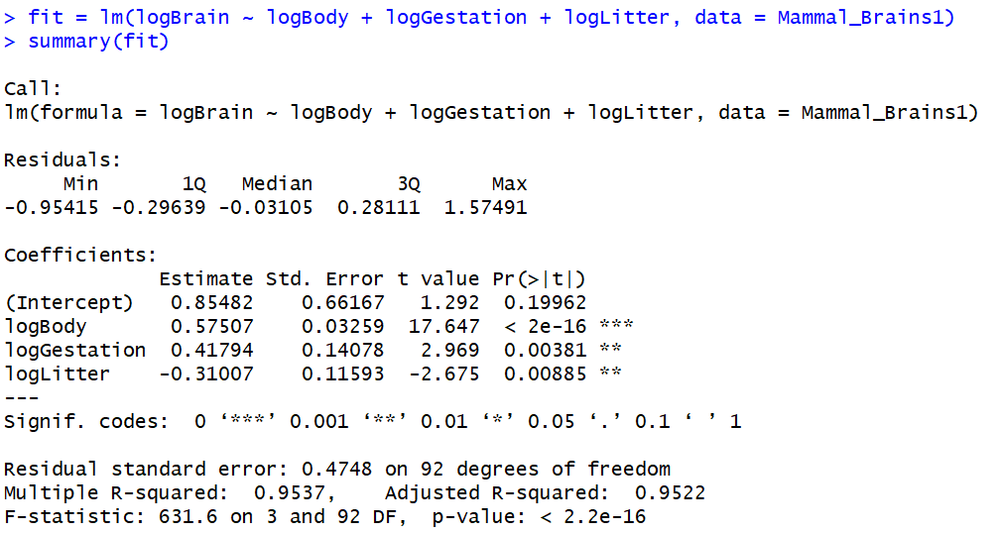 > fit = lm(logBrain ~ logBody + logGestation + logLitter, data = Mammal_Brains1)
> summary(fit)
Call:
lm(formula = logBrain ~ logBody + logGestation + logLitter, data = Mammal_Brains1)
Residuals:
     Min       1Q   Median       3Q      Max
-0.95415 -0.29639 -0.03105  0.28111  1.57491
Coefficients:
             Estimate Std. Error t value Pr(>|t|)
(Intercept)   0.85482    0.66167   1.292  0.19962
logBody       0.57507    0.03259  17.647  < 2e-16 ***
logGestation  0.41794    0.14078   2.969  0.00381 **
logLitter    -0.31007    0.11593  -2.675  0.00885 **
---
Signif. codes:  0 ‘***’ 0.001 ‘**’ 0.01 ‘*’ 0.05 ‘.’ 0.1 ‘ ’ 1
Residual standard error: 0.4748 on 92 degrees of freedom
Multiple R-squared:  0.9537,    Adjusted R-squared:  0.9522
F-statistic: 631.6 on 3 and 92 DF,  p-value: < 2.2e-16